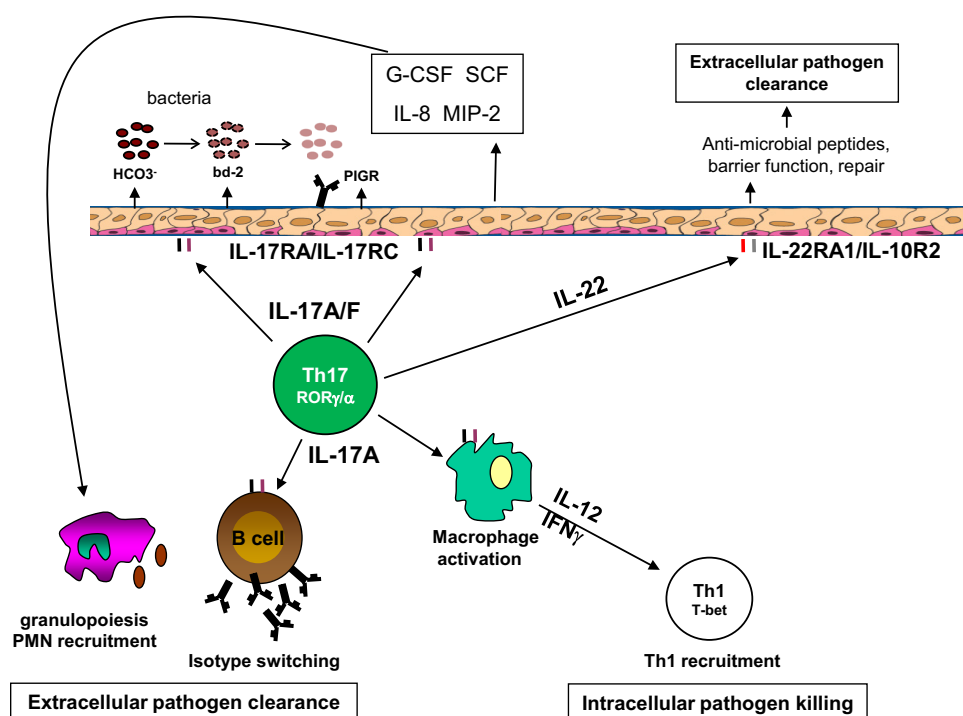 G-CSF SCF
IL-8 MIP-2
Extracellular pathogen
clearance
bacteria
Anti-microbial peptides,
barrier function, repair
HCO3-
bd-2
PIGR
IL-17RA/IL-17RC
IL-22RA1/IL-10R2
IL-22
IL-17A/F
Th17
RORγ/α
IL-17A
B cell
Macrophage
activation
IL-12
IFNγ
Th1
T-bet
granulopoiesis
PMN recruitment
Isotype switching
Th1 recruitment
Extracellular pathogen clearance
Intracellular pathogen killing